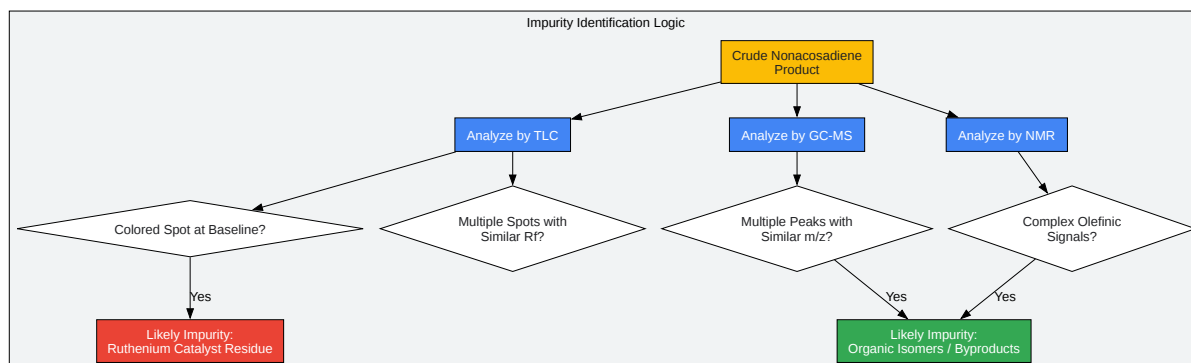 Impurity Identification Logic
Crude Nonacosadiene
Product
Analyze by TLC
Analyze by GC-MS
Analyze by NMR
Colored Spot at Baseline?
Multiple Spots with
Similar Rf?
Multiple Peaks with
Similar m/z?
Complex Olefinic
Signals?
Yes
Yes
Yes
Likely Impurity:
Ruthenium Catalyst Residue
Likely Impurity:
Organic Isomers / Byproducts